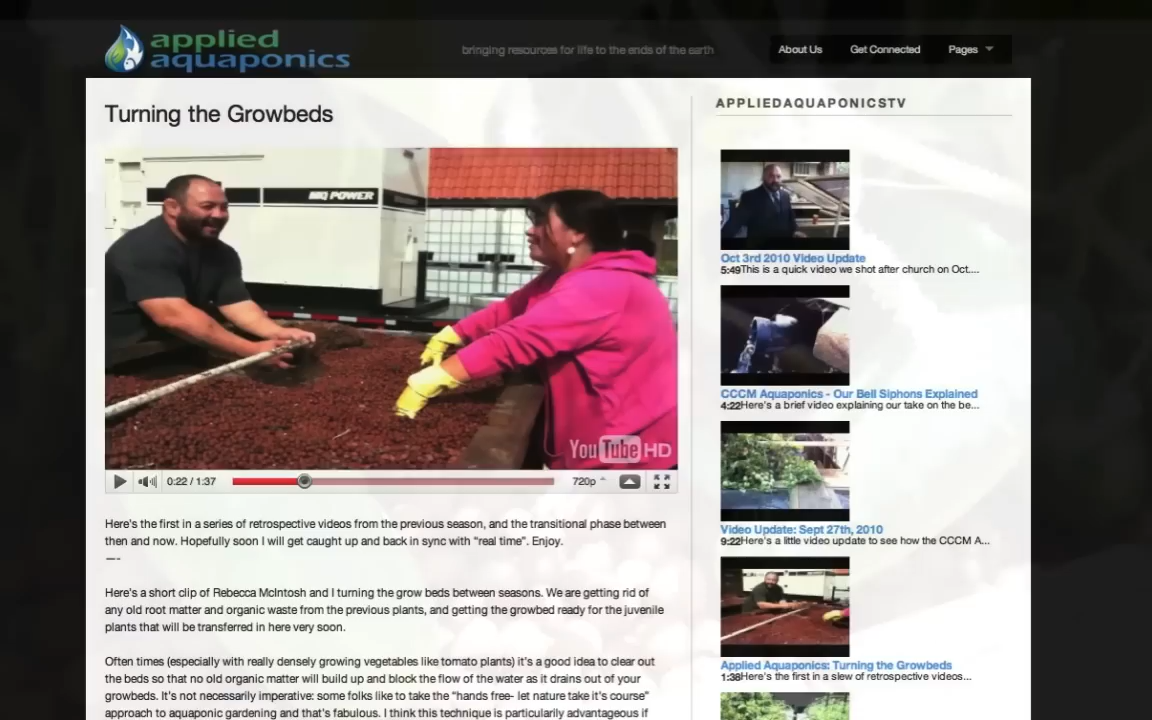 applied
aquaponics
bringing resources for life to the ends of the earth
About Us Get Connected Pages
Turning the Growbeds
APPLIEDAQUAPONICSTV
MQ POWER
YouTube HD
0:22 / 1:37 720p
Here's the first in a series of retrospective videos from the previous season, and the transitional phase between
then and now. Hopefully soon I will get caught up and back in sync with “real time”. Enjoy.
—-
Here's a short clip of Rebecca McIntosh and I turning the grow beds between seasons. We are getting rid of
any old root matter and organic waste from the previous plants, and getting the growbed ready for the juvenile
plants that will be transferred in here very soon.
Often times (especially with really densely growing vegetables like tomato plants) it's a good idea to clear out
the beds so that no old organic matter will build up and block the flow of the water as it drains out of your
growbeds. It's not necessarily imperative: some folks like to take the “hands free- let nature take it's course”
approach to aquaponic gardening and that's fabulous. I think this technique is particularily advantageous if
Oct 3rd 2010 Video Update
5:49This is a quick video we shot after church on Oct....
CCCM Aquaponics - Our Bell Siphons Explained
4:22Here's a brief video explaining our take on the be...
Video Update: Sept 27th, 2010
9:22Here's a little video update to see how the CCCM A...
Applied Aquaponics: Turning the Growbeds
1:38Here's the first in a slew of retrospective videos...